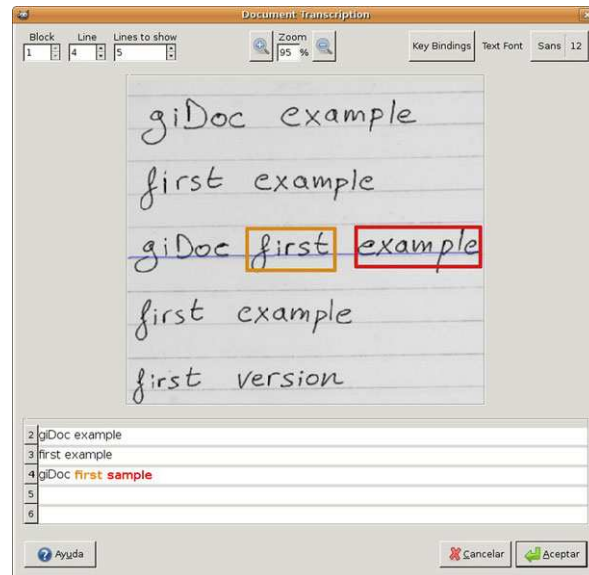 Document Transcription
Block Line Lines to show
1 4 5
Zoom
95 %
Key Bindings Text Font Sans 12
giDoc example
first example
giDoc first example
first example
first version
2 giDoc example
3 first example
4 giDoc first sample
5
6
Ayuda Cancelar Aceptar